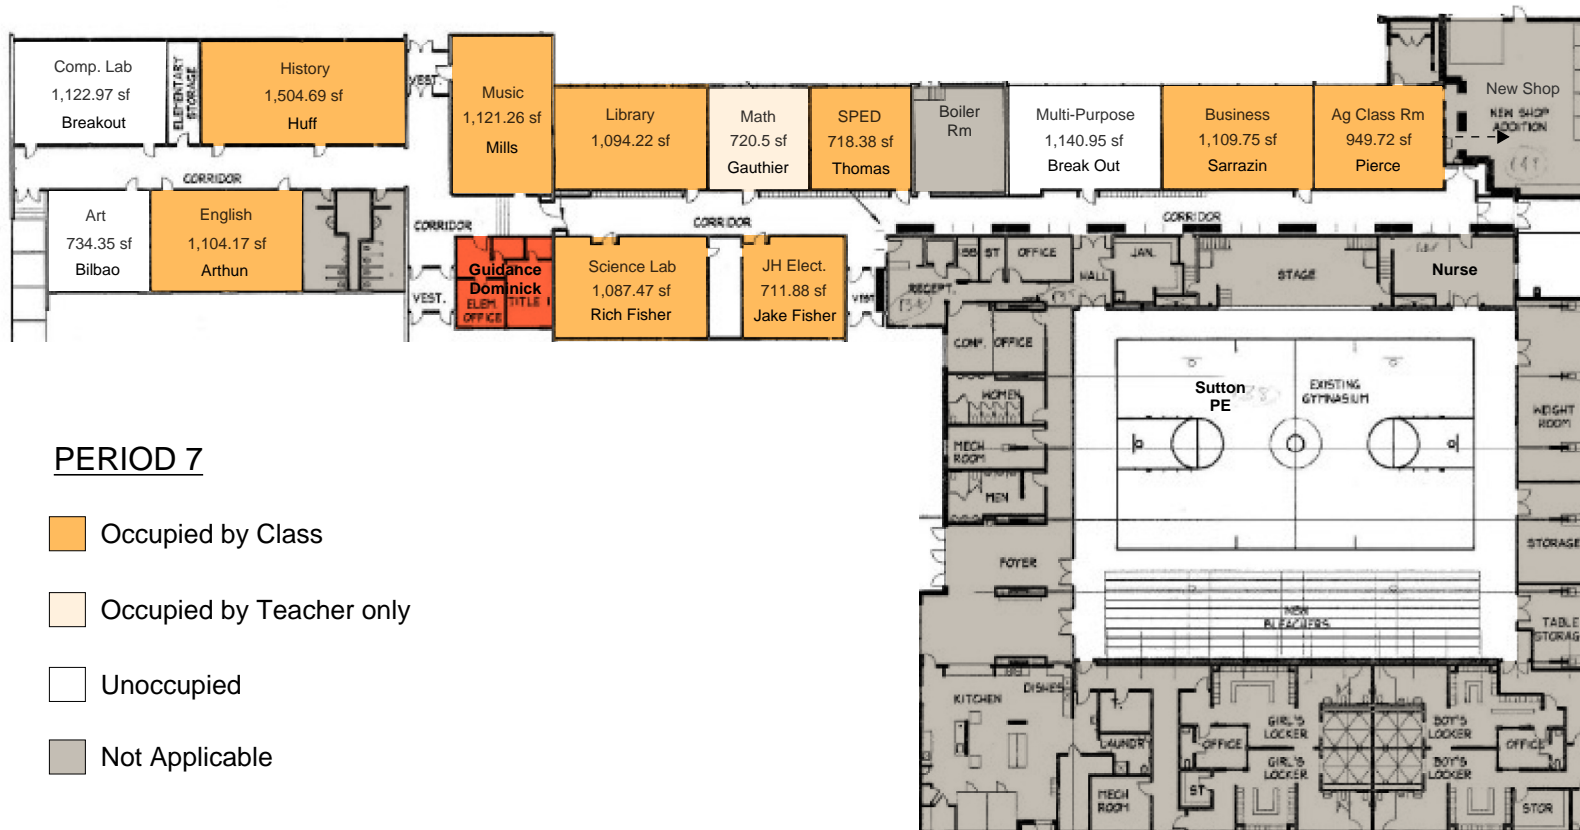 Comp. Lab
1,122.97 sf
Breakout
ELEMENTARY
STORAGE
History
1,504.69 sf
Huff
VEST.
Music
1,121.26 sf
Mills
Library
1,094.22 sf
Math
720.5 sf
Gauthier
SPED
718.38 sf
Thomas
Boiler
Rm
Multi-Purpose
1,140.95 sf
Break Out
Business
1,109.75 sf
Sarrazin
Ag Class Rm
949.72 sf
Pierce
New Shop
NEW SHOP
ADDITION
CORRIDOR
Art
734.35 sf
Bilbao
English
1,104.17 sf
Arthun
CORRIDOR
CORRIDOR
CORRIDOR
VEST.
Guidance
Dominick
ELEM.
OFFICE
TITLE I
Science Lab
1,087.47 sf
Rich Fisher
JH Elect.
711.88 sf
Jake Fisher
VEST
RECEPT.
ST
OFFICE
HALL
JAN.
STAGE
Nurse
CONF.
OFFICE
WOMEN
MECH
ROOM
MEN
FOYER
Sutton
PE
EXISTING
GYMNASIUM
WEIGHT
ROOM
STORAGE
NEW
BLEACHERS
TABLE
STORAG
KITCHEN
DISHES
T.
LAUNDRY
MECH
ROOM
ST
OFFICE
GIRL'S
LOCKER
GIRL'S
LOCKER
BOY'S
LOCKER
BOY'S
LOCKER
OFFICE
STOR
PERIOD 7
Occupied by Class
Occupied by Teacher only
Unoccupied
Not Applicable